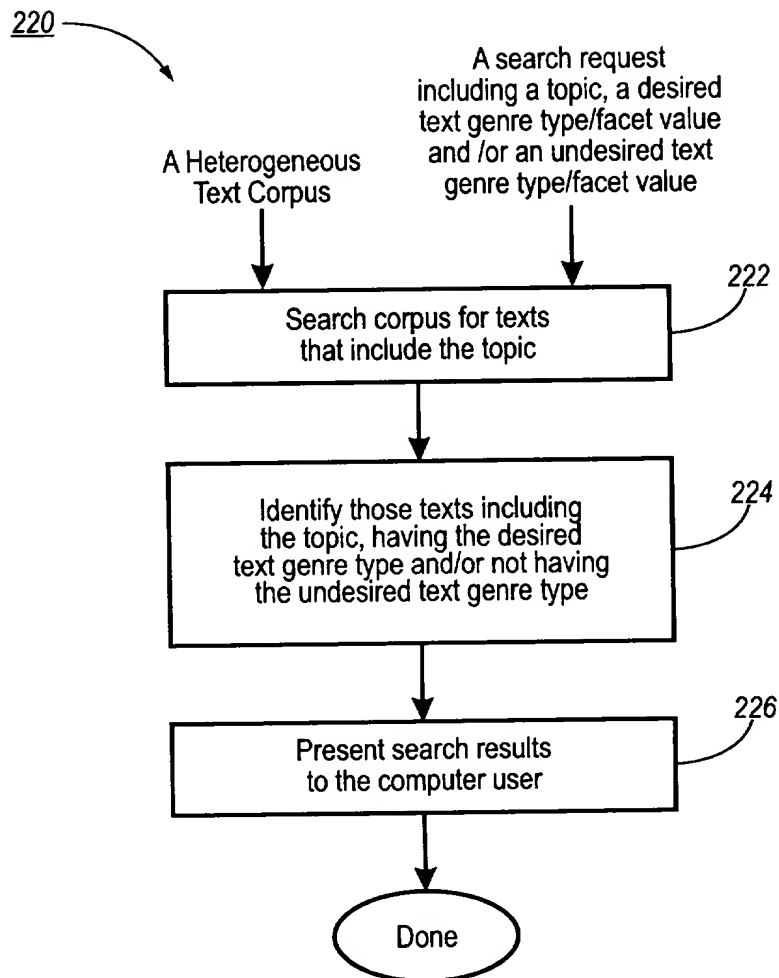 220
A search request
including a topic, a desired
text genre type/facet value
and /or an undesired text
genre type/facet value
A Heterogeneous
Text Corpus
222
Search corpus for texts
that include the topic
224
Identify those texts including
the topic, having the desired
text genre type and/or not having
the undesired text genre type
226
Present search results
to the computer user
Done